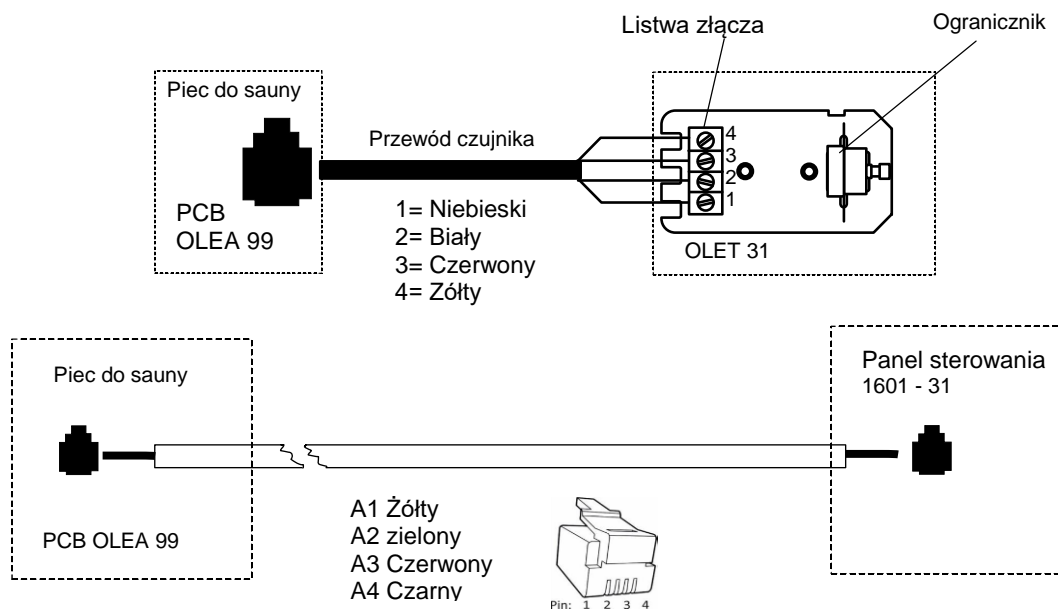 Listwa złącza
Ogranicznik
Piec do sauny
Przewód czujnika
4
3
2
1
PCB
OLEA 99
1= Niebieski
2= Biały
3= Czerwony
4= Zółty
OLET 31
Piec do sauny
Panel sterowania
1601 - 31
PCB OLEA 99
A1 Żółty
A2 zielony
A3 Czerwony
A4 Czarny
Pin: 1 2 3 4